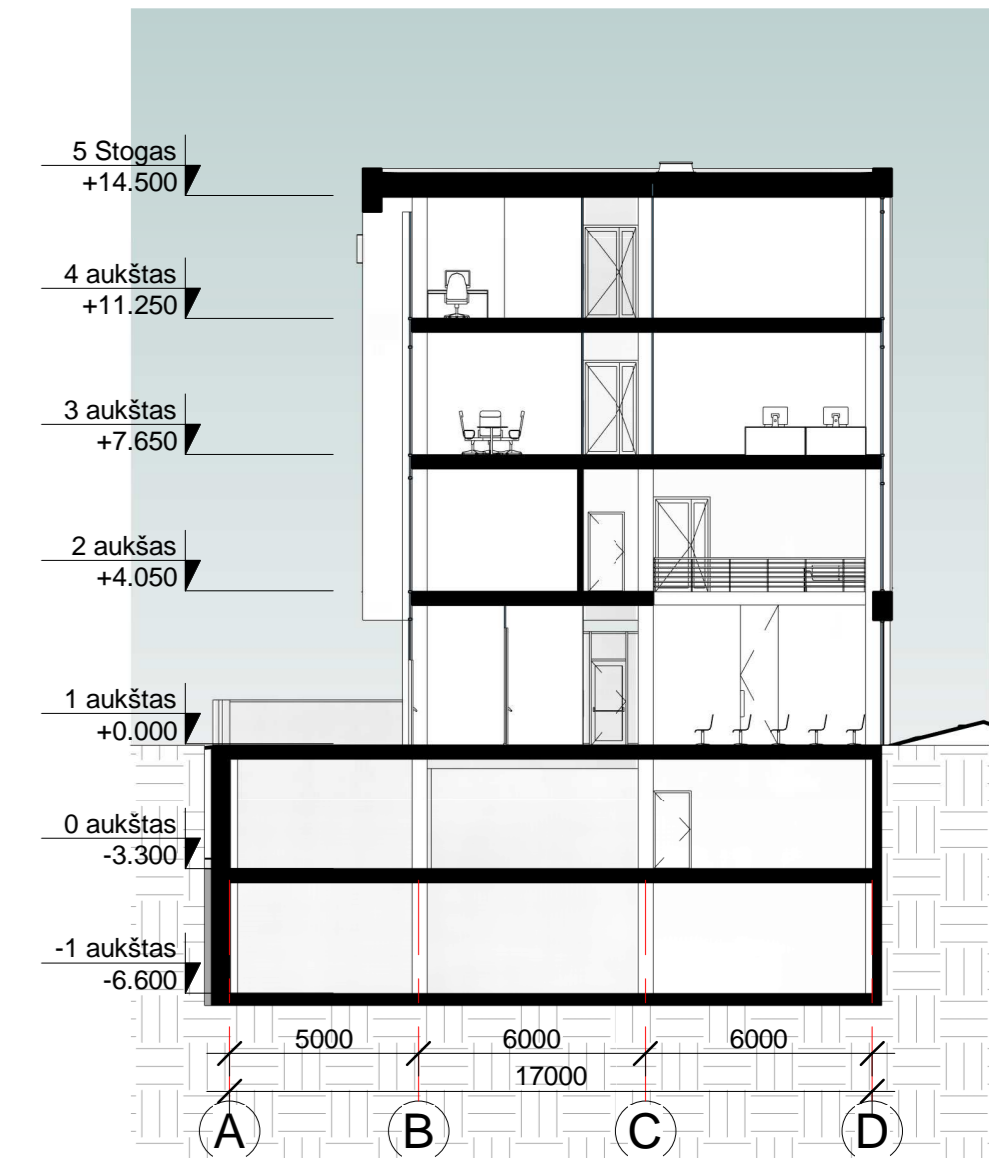 5 Stogas
+14.500
4 aukštas
+11.250
3 aukštas
+7.650
2 aukšas
+4.050
1 aukštas
+0.000
0 aukštas
-3.300
-1 aukštas
-6.600
5000 6000 6000
17000
A B C D